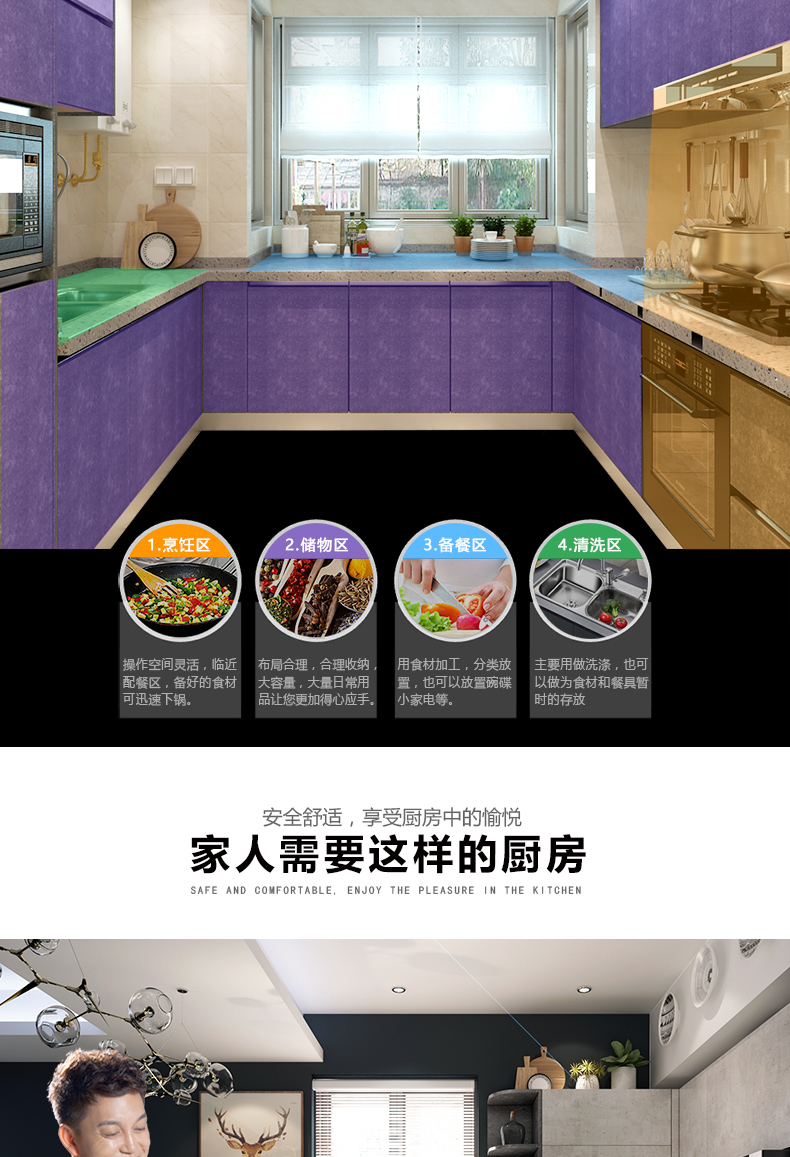 1.烹饪区
操作空间灵活，临近
配餐区，备好的食材
可迅速下锅。
2.储物区
布局合理，合理收纳，
大容量，大量日常用
品让您更加得心应手。
3.备餐区
用食材加工，分类放
置，也可以放置碗碟
小家电等。
4.清洗区
主要用做洗涤，也可
以做为食材和餐具暂
时的存放
安全舒适，享受厨房中的愉悦
家人需要这样的厨房
SAFE AND COMFORTABLE, ENJOY THE PLEASURE IN THE KITCHEN